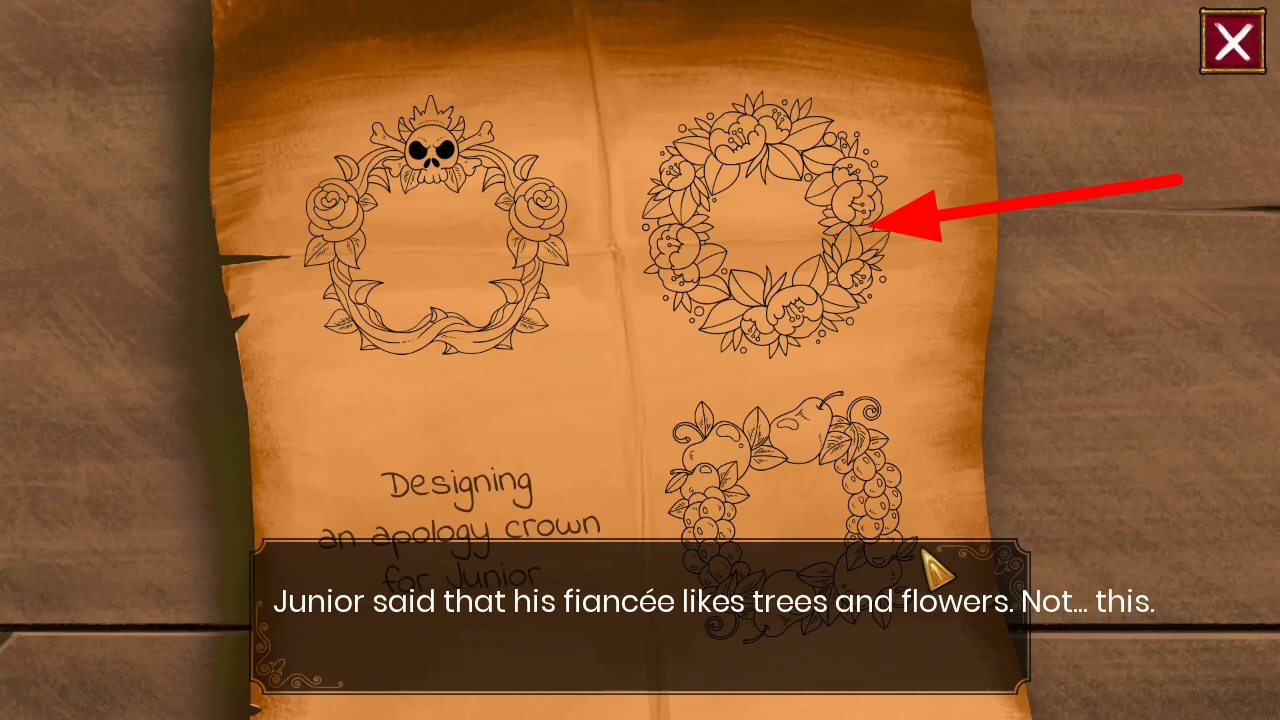 Designing
an apology crown
for Junior
Junior said that his fiancée likes trees and flowers. Not... this.